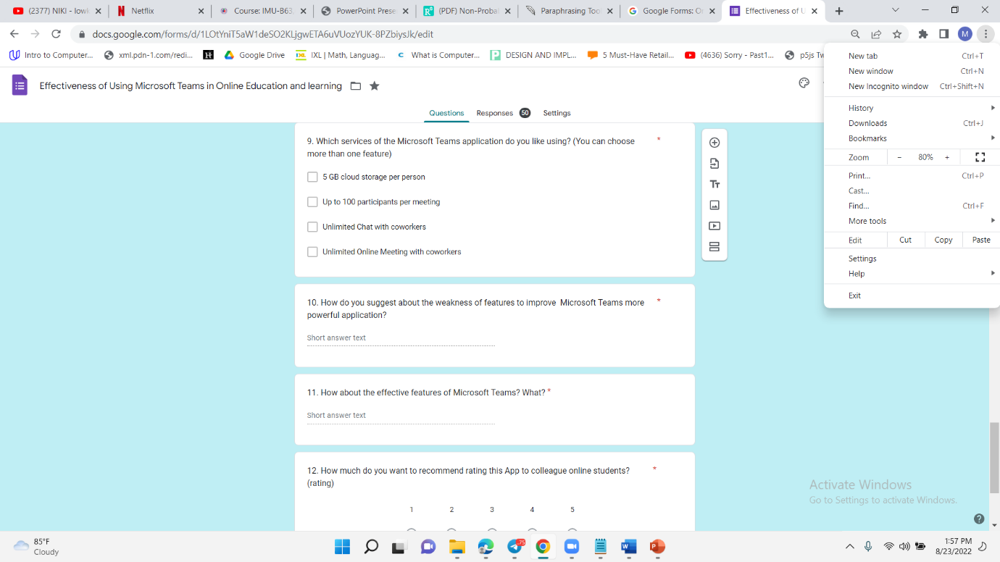 (2377) NIKI - lowk
Netflix
Course: IMU-B63
PowerPoint Prese
(PDF) Non-Probal
Paraphrasing Too
Google Forms: O
Effectiveness of U
docs.google.com/forms/d/1LOtYniT5aW1deSO2KLjgwETA6uVUozYUK-8PZbiysJk/edit
M
Intro to Computer...
xml.pdn-1.com/redi...
H
Google Drive
IXL | Math, Languag...
What is Computer...
DESIGN AND IMPL...
5 Must-Have Retail...
(4636) Sorry - Past1...
p5js Tw
Effectiveness of Using Microsoft Teams in Online Education and learning
Questions
Responses 50
Settings
9. Which services of the Microsoft Teams application do you like using? (You can choose *
more than one feature)
5 GB cloud storage per person
Up to 100 participants per meeting
Unlimited Chat with coworkers
Unlimited Online Meeting with coworkers
10. How do you suggest about the weakness of features to improve Microsoft Teams more *
powerful application?
Short answer text
11. How about the effective features of Microsoft Teams? What? *
Short answer text
12. How much do you want to recommend rating this App to colleague online students? *
(rating)
1 2 3 4 5
New tab Ctrl+T
New window Ctrl+N
New Incognito window Ctrl+Shift+N
History
Downloads Ctrl+J
Bookmarks
Zoom - 80% +
Print... Ctrl+P
Cast...
Find... Ctrl+F
More tools
Edit Cut Copy Paste
Settings
Help
Exit
Activate Windows
Go to Settings to activate Windows.
85°F
Cloudy
.75
1:57 PM
8/23/2022